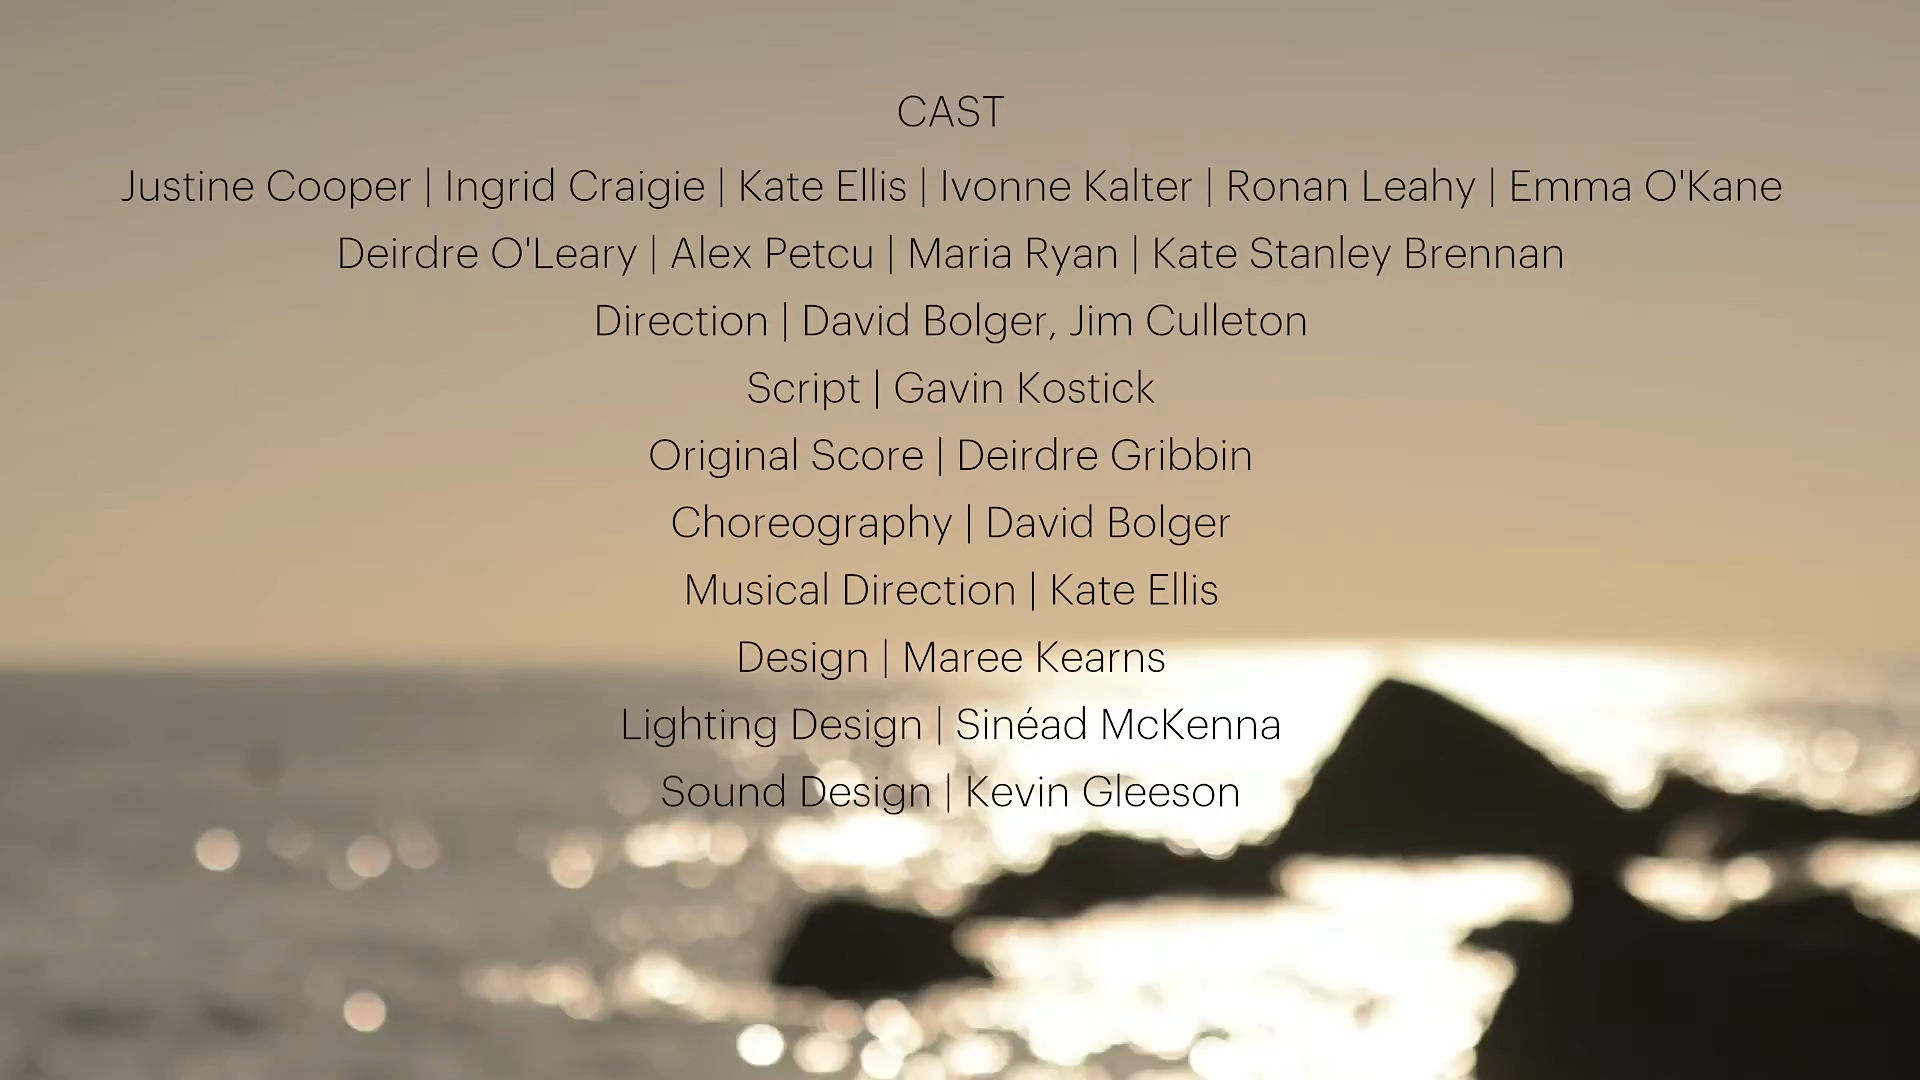 CAST
Justine Cooper | Ingrid Craigie | Kate Ellis | Ivonne Kalter | Ronan Leahy | Emma O'Kane
Deirdre O'Leary | Alex Petcu | Maria Ryan | Kate Stanley Brennan
Direction | David Bolger, Jim Culleton
Script | Gavin Kostick
Original Score | Deirdre Gribbin
Choreography | David Bolger
Musical Direction | Kate Ellis
Design | Maree Kearns
Lighting Design | Sinéad McKenna
Sound Design | Kevin Gleeson